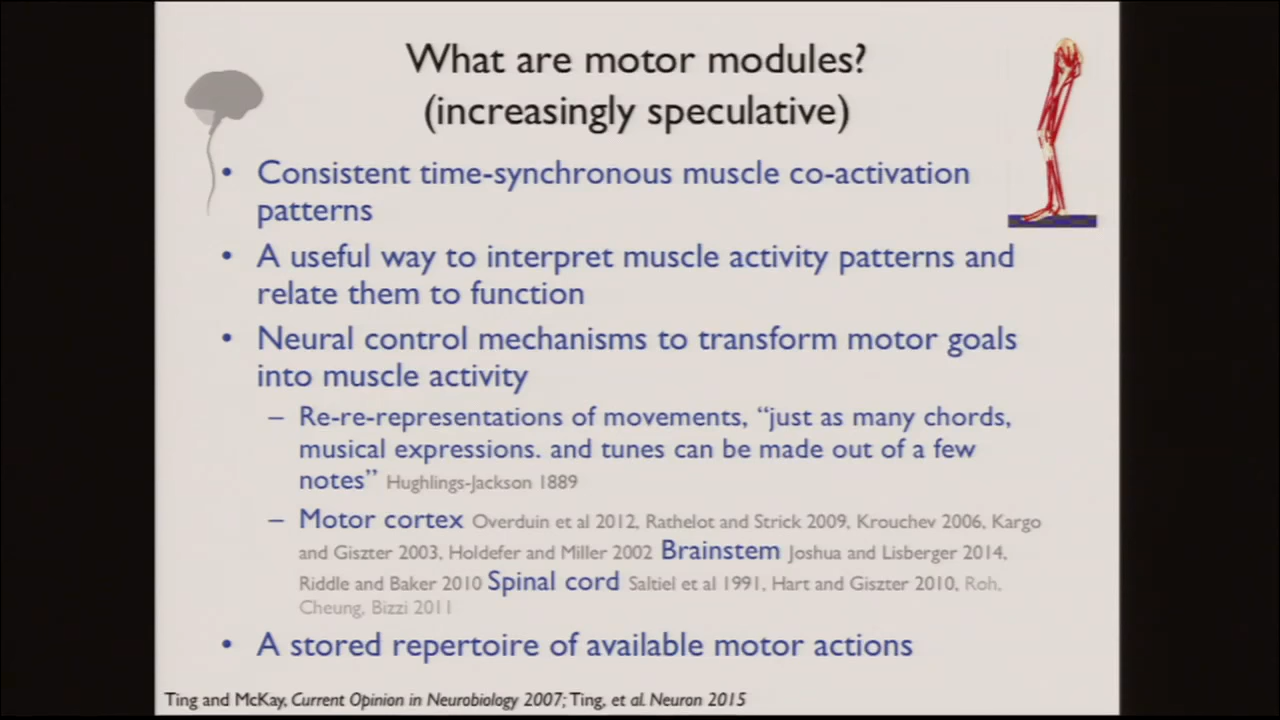 What are motor modules?
(increasingly speculative)
• Consistent time-synchronous muscle co-activation
patterns
• A useful way to interpret muscle activity patterns and
relate them to function
• Neural control mechanisms to transform motor goals
into muscle activity
– Re-re-representations of movements, “just as many chords,
musical expressions. and tunes can be made out of a few
notes” Hughlings-Jackson 1889
– Motor cortex Overduin et al 2012, Rathelot and Strick 2009, Krouchev 2006, Kargo
and Giszter 2003, Holdefer and Miller 2002 Brainstem Joshua and Lisberger 2014,
Riddle and Baker 2010 Spinal cord Saltiel et al 1991, Hart and Giszter 2010, Roh,
Cheung, Bizzi 2011
• A stored repertoire of available motor actions
Ting and McKay, Current Opinion in Neurobiology 2007; Ting, et al. Neuron 2015